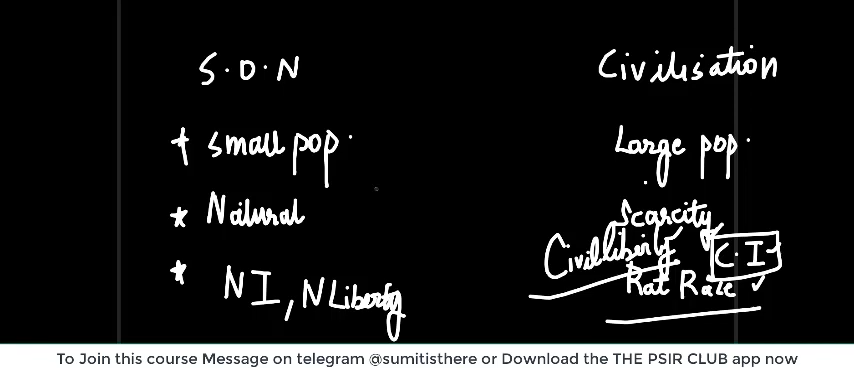 S.O.N
Civilisation
* small pop.
Large pop.
* Natural
Scarcity
Civil liberty
C.I
* NI, N Liberty
Rat Race
To Join this course Message on telegram @sumitisthere or Download the THE PSIR CLUB app now